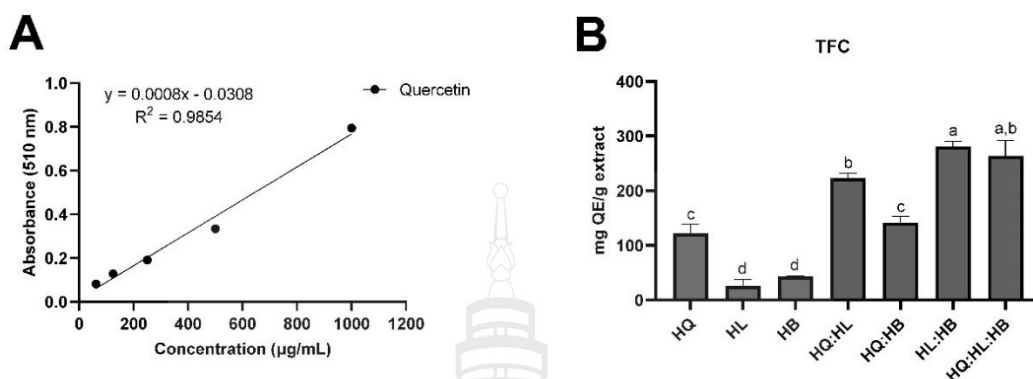 A
y = 0.0008x - 0.0308
R² = 0.9854
Quercetin
Absorbance (510 nm)
1.0
0.8
0.6
0.4
0.2
0.0
0 200 400 600 800 1000 1200
Concentration (µg/mL)
B
TFC
mg QE/g extract
400
300
200
100
0
c d d b c a a,b
HQ HL HB HQ:HL HQ:HB HL:HB HQ:HL:HB